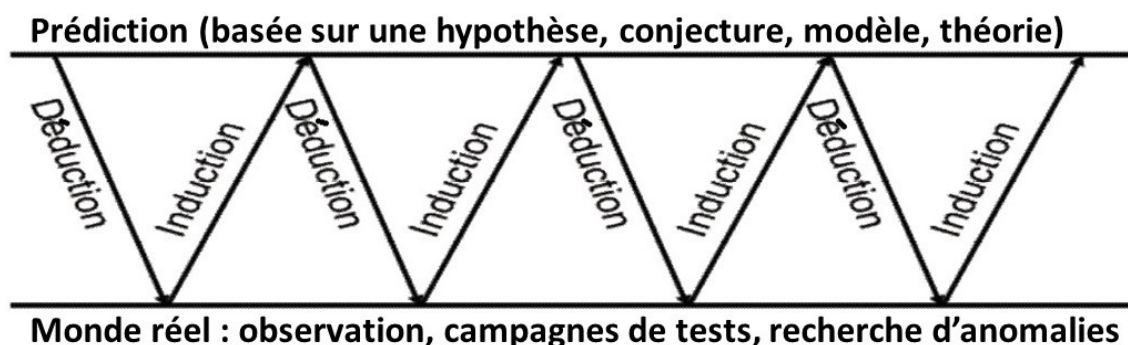 Prédiction (basée sur une hypothèse, conjecture, modèle, théorie)
Déduction
Induction
Déduction
Induction
Déduction
Induction
Déduction
Induction
Monde réel : observation, campagnes de tests, recherche d’anomalies